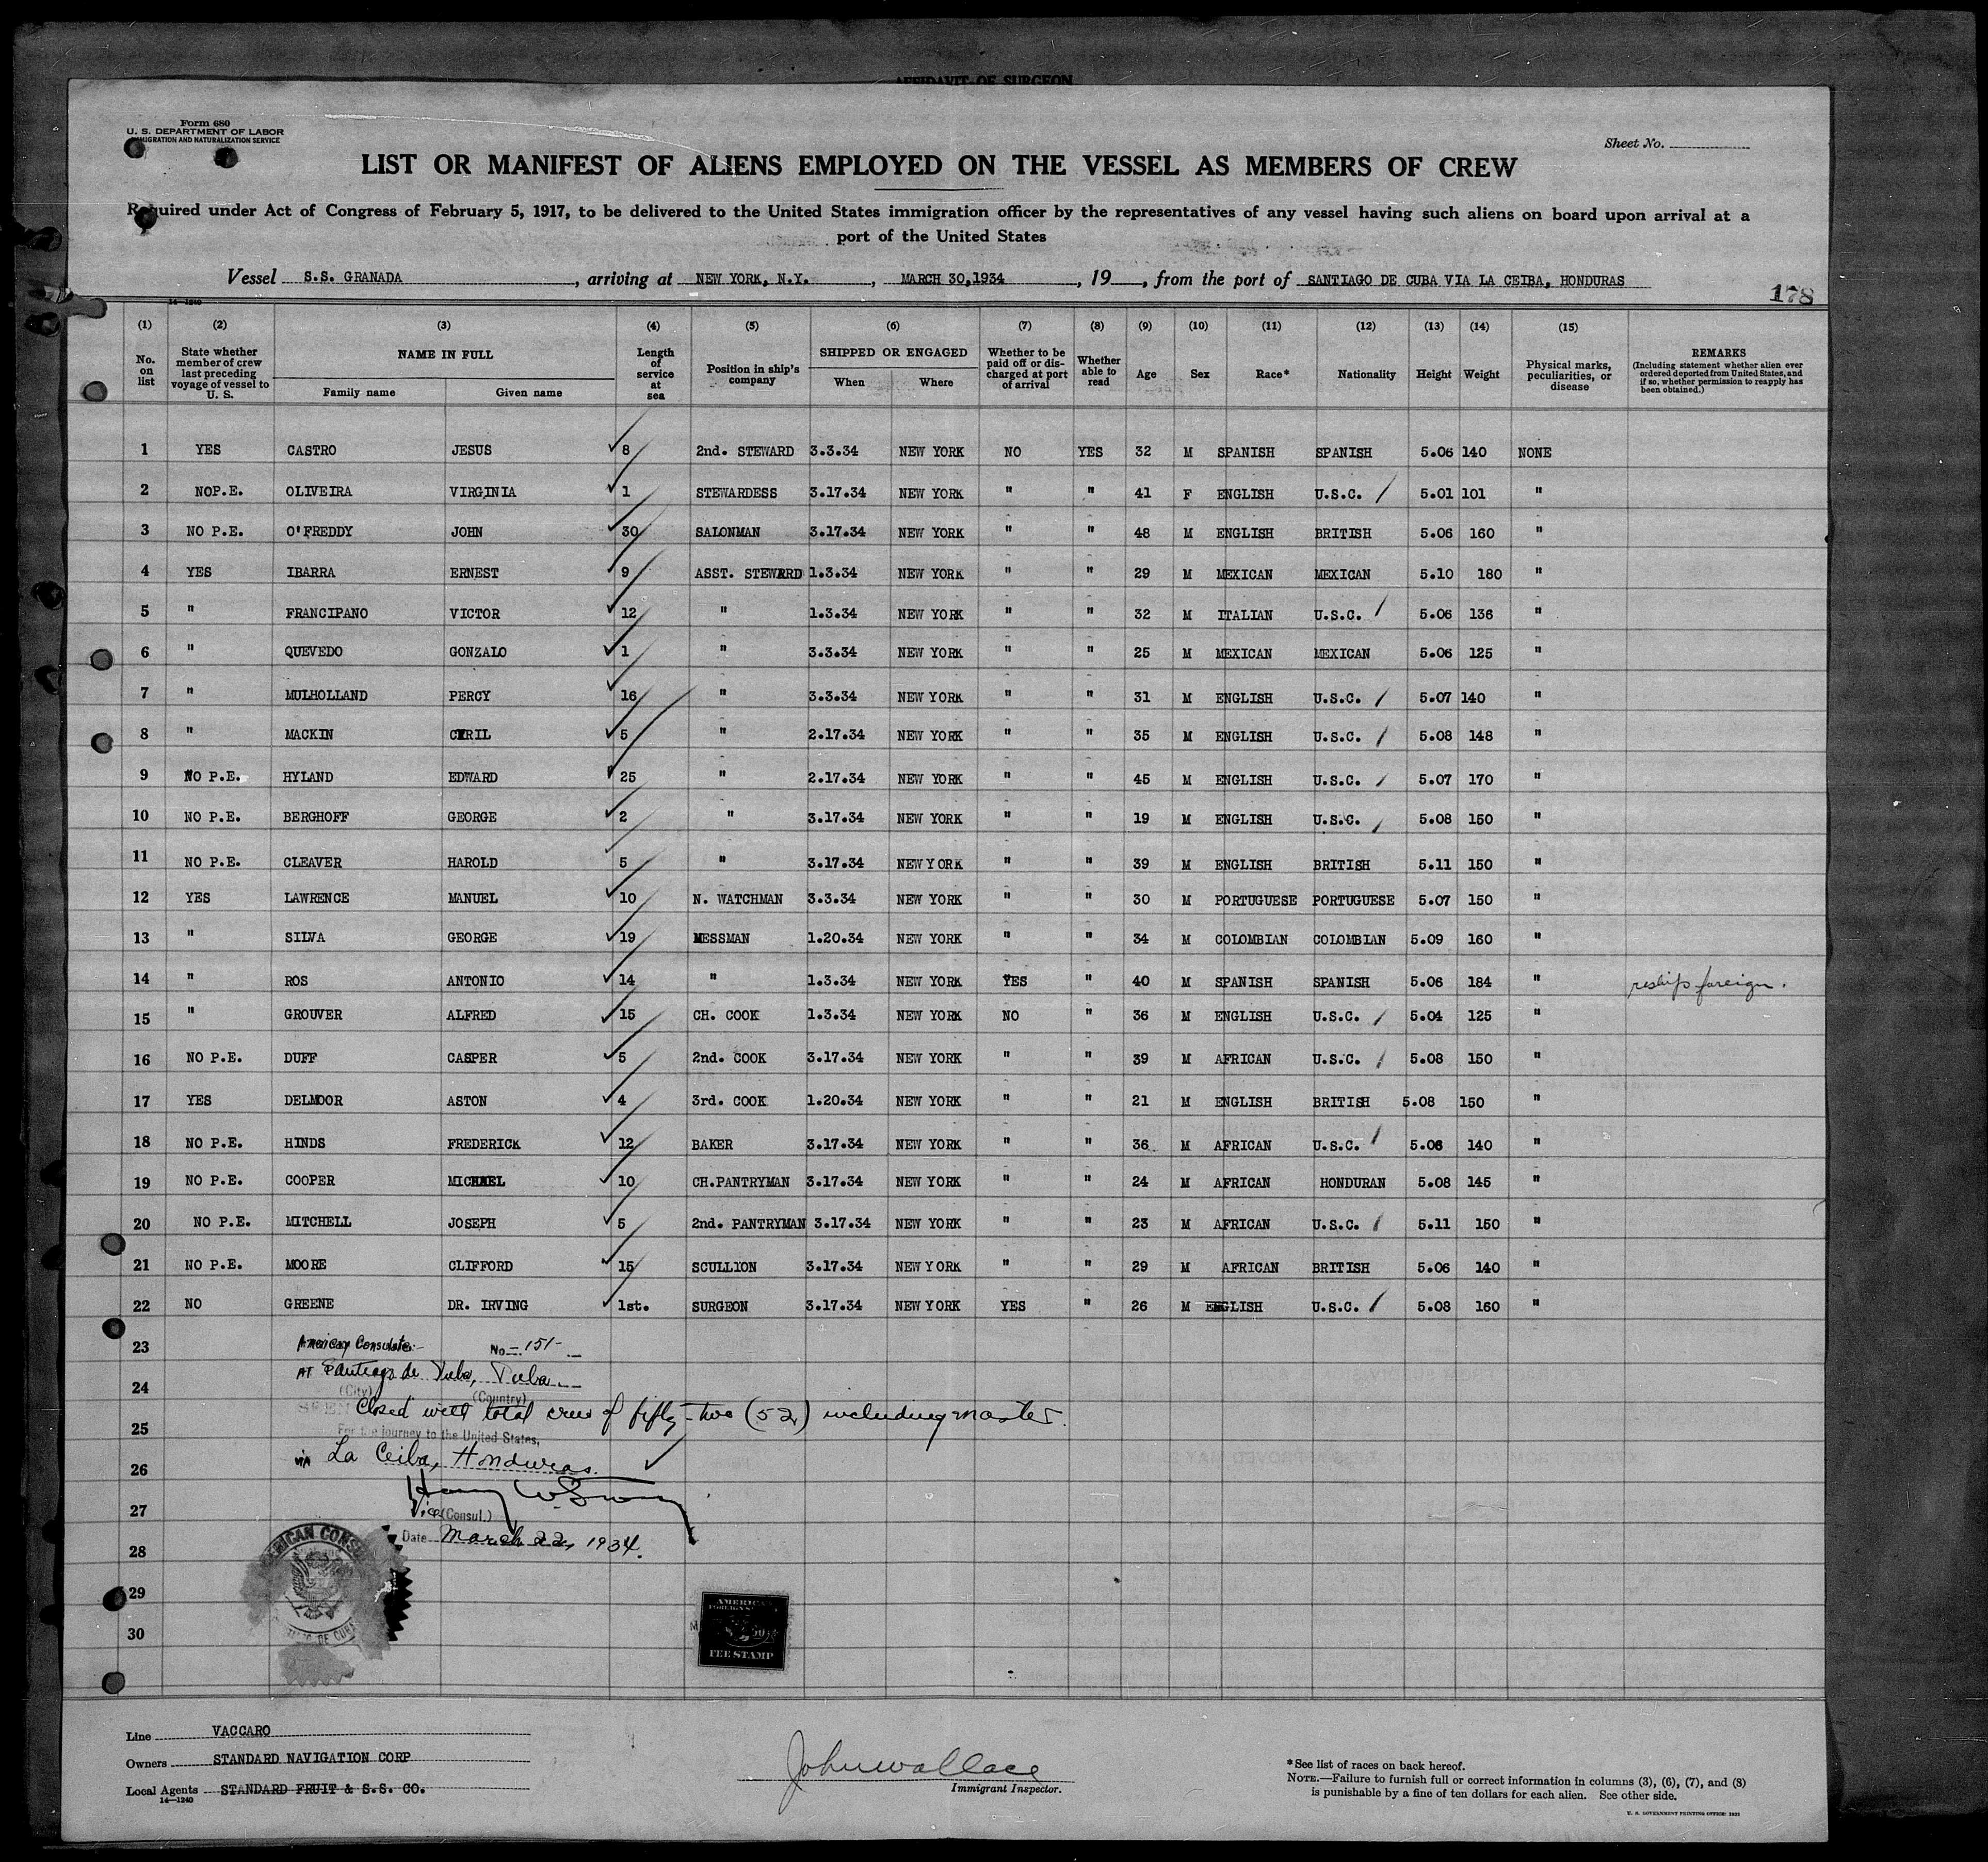 AFFIDAVIT OF SURGEON
Form 680
U. S. DEPARTMENT OF LABOR
IMMIGRATION AND NATURALIZATION SERVICE
Sheet No.
LIST OR MANIFEST OF ALIENS EMPLOYED ON THE VESSEL AS MEMBERS OF CREW
Required under Act of Congress of February 5, 1917, to be delivered to the United States immigration officer by the representatives of any vessel having such aliens on board upon arrival at a
port of the United States
Vessel S.S. GRANADA, arriving at NEW YORK, N.Y., MARCH 30,1934, 19, from the port of SANTIAGO DE CUBA VIA LA CEIBA, HONDURAS
178
14—1240
(1) (2) (3) (4) (5) (6) (7) (8) (9) (10) (11) (12) (13) (14) (15)
No. on list
State whether member of crew last preceding voyage of vessel to U. S.
NAME IN FULL
Family name
Given name
Length of service at sea
Position in ship's company
SHIPPED OR ENGAGED
When
Where
Whether to be paid off or discharged at port of arrival
Whether able to read
Age
Sex
Race*
Nationality
Height
Weight
Physical marks, peculiarities, or disease
REMARKS
(Including statement whether alien ever ordered deported from United States, and if so, whether permission to reapply has been obtained.)
1 YES CASTRO JESUS 8 2nd. STEWARD 3.3.34 NEW YORK NO YES 32 M SPANISH SPANISH 5.06 140 NONE
2 NOP.E. OLIVEIRA VIRGINIA 1 STEWARDESS 3.17.34 NEW YORK " " 41 F ENGLISH U.S.C. 5.01 101 "
3 NO P.E. O'FREDDY JOHN 30 SALONMAN 3.17.34 NEW YORK " " 48 M ENGLISH BRITISH 5.06 160 "
4 YES IBARRA ERNEST 9 ASST. STEWARD 1.3.34 NEW YORK " " 29 M MEXICAN MEXICAN 5.10 180 "
5 " FRANCIPANO VICTOR 12 " 1.3.34 NEW YORK " " 32 M ITALIAN U.S.C. 5.06 136 "
6 " QUEVEDO GONZALO 1 " 3.3.34 NEW YORK " " 25 M MEXICAN MEXICAN 5.06 125 "
7 " MULHOLLAND PERCY 16 " 3.3.34 NEW YORK " " 31 M ENGLISH U.S.C. 5.07 140 "
8 " MACKIN CYRIL 5 " 2.17.34 NEW YORK " " 35 M ENGLISH U.S.C. 5.08 148 "
9 NO P.E. HYLAND EDWARD 25 " 2.17.34 NEW YORK " " 45 M ENGLISH U.S.C. 5.07 170 "
10 NO P.E. BERGHOFF GEORGE 2 " 3.17.34 NEW YORK " " 19 M ENGLISH U.S.C. 5.08 150 "
11 NO P.E. CLEAVER HAROLD 5 " 3.17.34 NEW YORK " " 39 M ENGLISH BRITISH 5.11 150 "
12 YES LAWRENCE MANUEL 10 N. WATCHMAN 3.3.34 NEW YORK " " 30 M PORTUGUESE PORTUGUESE 5.07 150 "
13 " SILVA GEORGE 19 MESSMAN 1.20.34 NEW YORK " " 34 M COLOMBIAN COLOMBIAN 5.09 160 "
14 " ROS ANTONIO 14 " 1.3.34 NEW YORK YES " 40 M SPANISH SPANISH 5.06 184 " reships foreign.
15 " GROUVER ALFRED 15 CH. COOK 1.3.34 NEW YORK NO " 36 M ENGLISH U.S.C. 5.04 125 "
16 NO P.E. DUFF CASPER 5 2nd. COOK 3.17.34 NEW YORK " " 39 M AFRICAN U.S.C. 5.08 150 "
17 YES DELMOOR ASTON 4 3rd. COOK 1.20.34 NEW YORK " " 21 M ENGLISH BRITISH 5.08 150 "
18 NO P.E. HINDS FREDERICK 12 BAKER 3.17.34 NEW YORK " " 36 M AFRICAN U.S.C. 5.06 140 "
19 NO P.E. COOPER MICHAEL 10 CH.PANTRYMAN 3.17.34 NEW YORK " " 24 M AFRICAN HONDURAN 5.08 145 "
20 NO P.E. MITCHELL JOSEPH 5 2nd. PANTRYMAN 3.17.34 NEW YORK " " 23 M AFRICAN U.S.C. 5.11 150 "
21 NO P.E. MOORE CLIFFORD 15 SCULLION 3.17.34 NEW YORK " " 29 M AFRICAN BRITISH 5.06 140 "
22 NO GREENE DR. IRVING 1st. SURGEON 3.17.34 NEW YORK YES " 26 M ENGLISH U.S.C. 5.08 160 "
23 American Consulate No. 151
AT Santiago de Cuba, Cuba
24 (City) (Country)
SEEN Closed with total crew of fifty-two (52) including master.
25
For the journey to the United States,
26 via La Ceiba, Honduras.
27 Vice (Consul.)
Date March 22, 1934.
28
29
30
AMERICAN FOREIGN SERVICE
FEE STAMP
Line VACCARO
Owners STANDARD NAVIGATION CORP
Local Agents STANDARD FRUIT & S.S. CO.
14—1240
John Wallace
Immigrant Inspector.
*See list of races on back hereof.
NOTE.—Failure to furnish full or correct information in columns (3), (6), (7), and (8)
is punishable by a fine of ten dollars for each alien. See other side.
U. S. GOVERNMENT PRINTING OFFICE: 1931